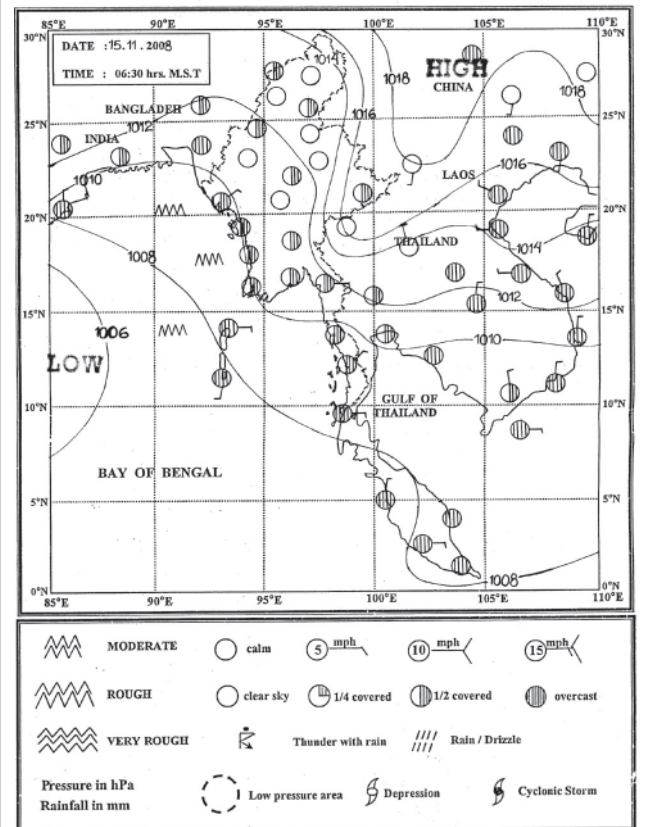 85°E 90°E 95°E 100°E 105°E 110°E
30°N 30°N
DATE :15.11.2008
TIME : 06:30 hrs. M.S.T
1014
HIGH
CHINA
1018
1018
BANGLADEH
1016
25°N 25°N
1012
INDIA
LAOS
1016
1010
20°N 20°N
THAILAND
1014
1008
1012
15°N 15°N
1006
1010
LOW
GULF OF
THAILAND
10°N 10°N
BAY OF BENGAL
5°N 5°N
1008
0°N 0°N
85°E 90°E 95°E 100°E 105°E 110°E
MODERATE calm 5 mph 10 mph 15 mph
ROUGH clear sky 1/4 covered 1/2 covered overcast
VERY ROUGH Thunder with rain Rain / Drizzle
Pressure in hPa
Rainfall in mm
Low pressure area Depression Cyclonic Storm